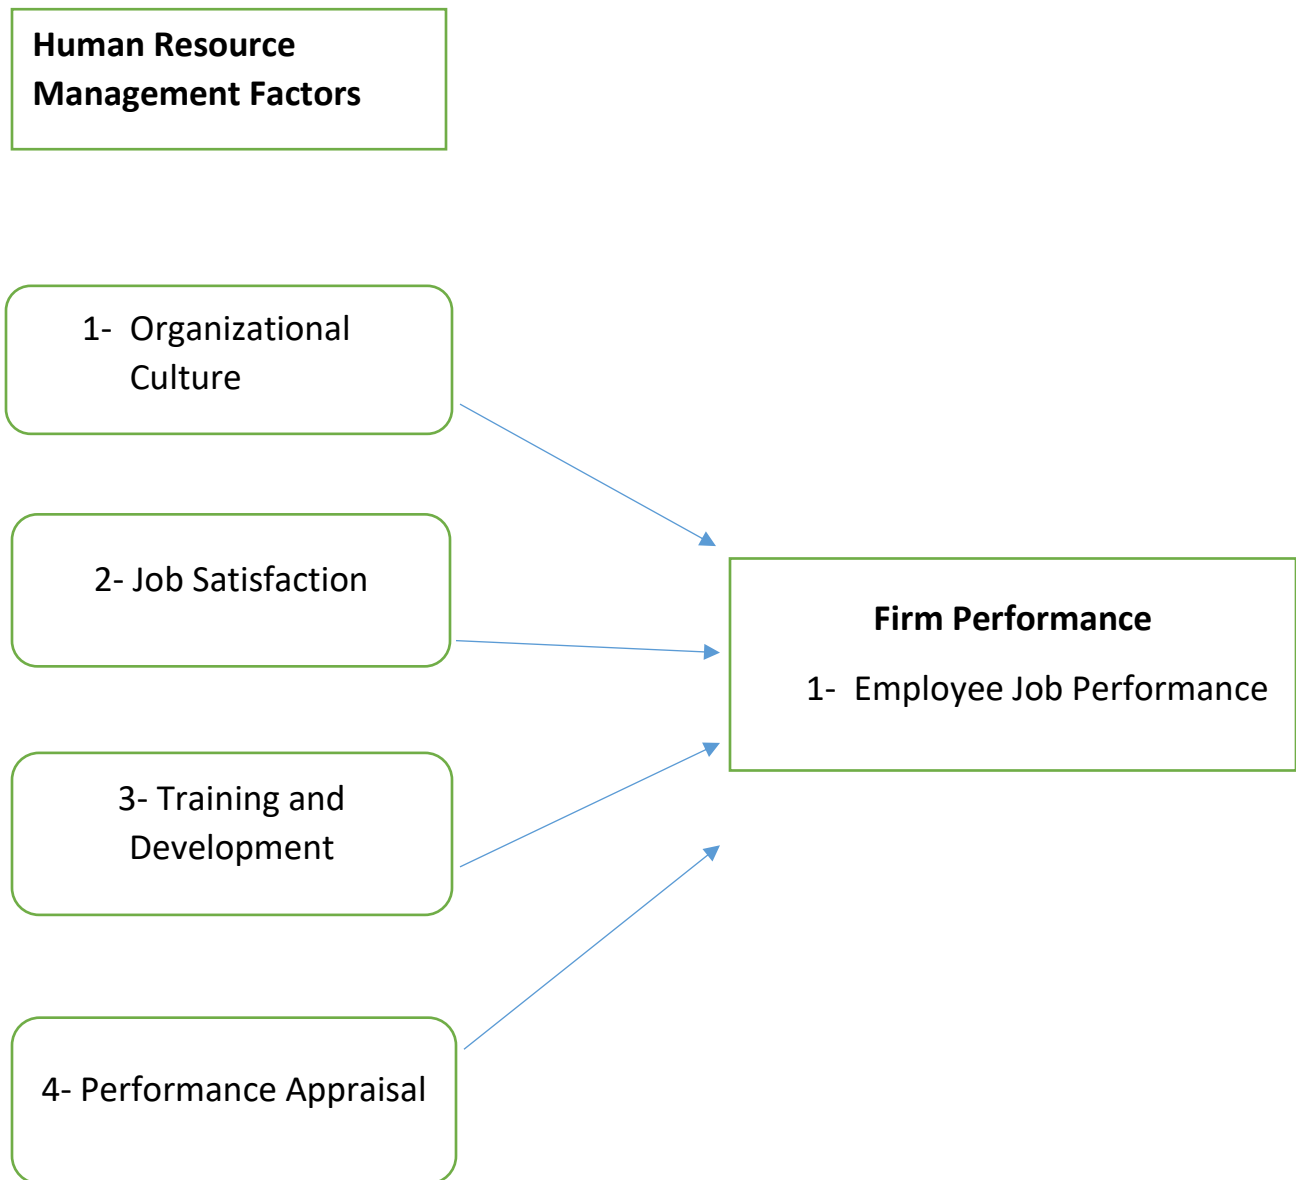 Human Resource
Management Factors
1- Organizational
Culture
2- Job Satisfaction
3- Training and
Development
4- Performance Appraisal
Firm Performance
1- Employee Job Performance